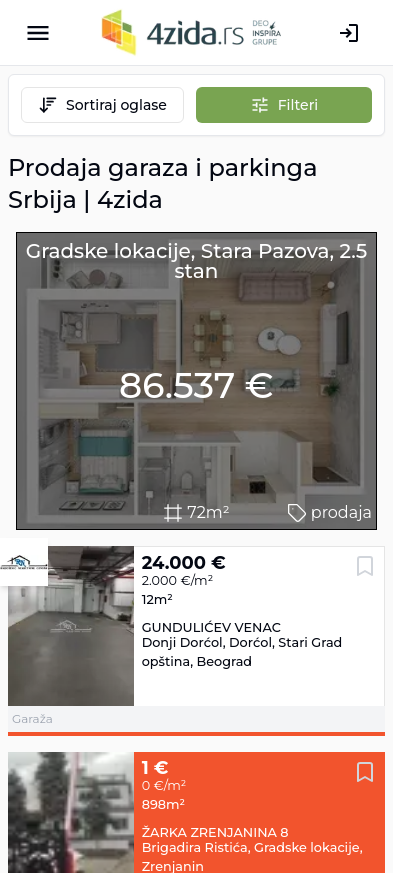 4zida.rs
DEO
INSPIRA
GRUPE
Sortiraj oglase
Filteri
Prodaja garaza i parkinga
Srbija | 4zida
Gradske lokacije, Stara Pazova, 2.5
stan
86.537 €
72m²
prodaja
24.000 €
2.000 €/m²
12m²
GUNDULIĆEV VENAC
Donji Dorćol, Dorćol, Stari Grad
opština, Beograd
Garaža
1 €
0 €/m²
898m²
ŽARKA ZRENJANINA 8
Brigadira Ristića, Gradske lokacije,
Zrenjanin